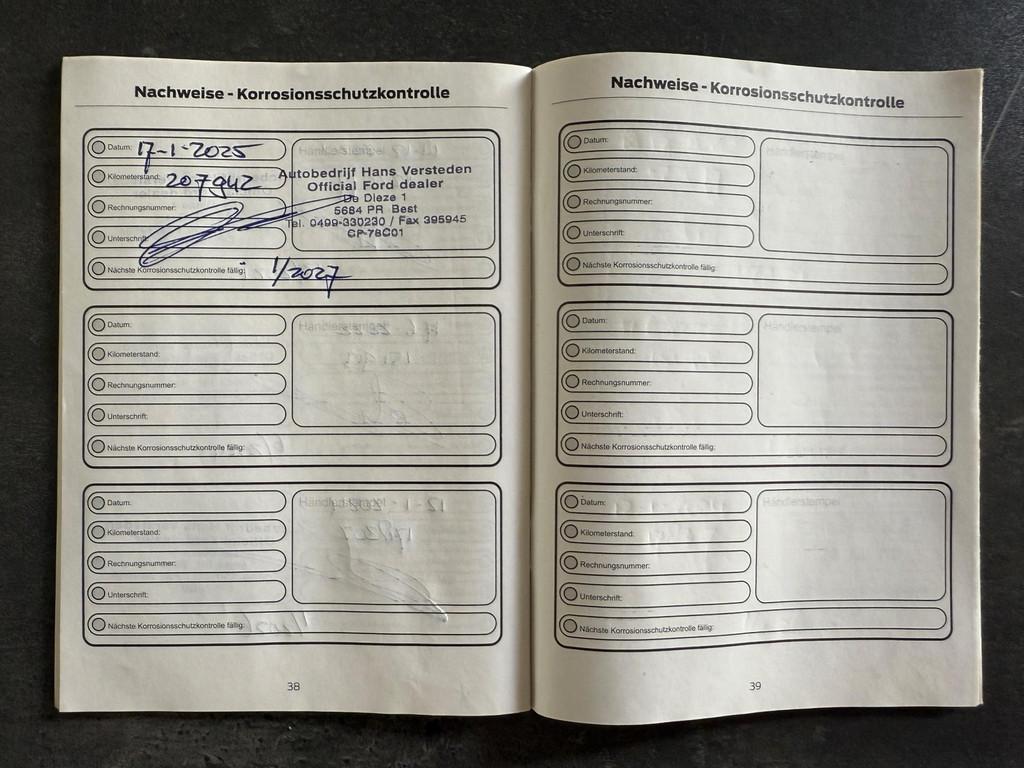 Nachweise - Korrosionsschutzkontrolle
Datum: 17-1-2025
Kilometerstand: 207942
Rechnungsnummer:
Unterschrift:
Händlerstempel
Autobedrijf Hans Versteden
Official Ford dealer
De Dieze 1
5684 PR Best
Tel. 0499-330230 / Fax 395945
CP-78C01
Nächste Korrosionsschutzkontrolle fällig: 1/2027
Datum:
Kilometerstand:
Rechnungsnummer:
Unterschrift:
Händlerstempel
Nächste Korrosionsschutzkontrolle fällig:
Datum:
Kilometerstand:
Rechnungsnummer:
Unterschrift:
Händlerstempel
Nächste Korrosionsschutzkontrolle fällig:
38
Nachweise - Korrosionsschutzkontrolle
Datum:
Kilometerstand:
Rechnungsnummer:
Unterschrift:
Händlerstempel
Nächste Korrosionsschutzkontrolle fällig:
Datum:
Kilometerstand:
Rechnungsnummer:
Unterschrift:
Händlerstempel
Nächste Korrosionsschutzkontrolle fällig:
Datum:
Kilometerstand:
Rechnungsnummer:
Unterschrift:
Händlerstempel
Nächste Korrosionsschutzkontrolle fällig:
39